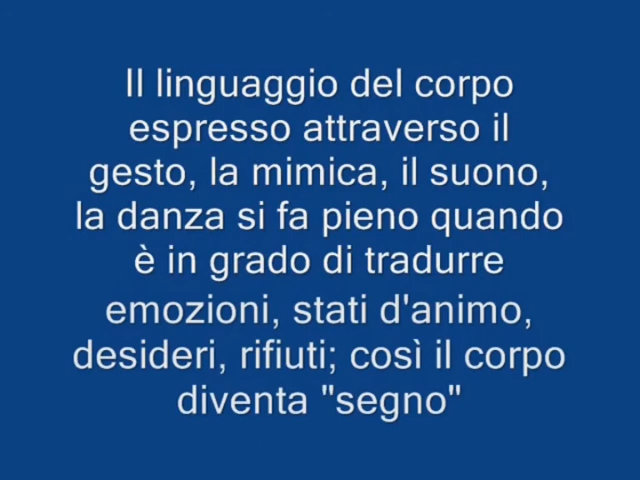 Il linguaggio del corpo
espresso attraverso il
gesto, la mimica, il suono,
la danza si fa pieno quando
è in grado di tradurre
emozioni, stati d'animo,
desideri, rifiuti; così il corpo
diventa "segno"